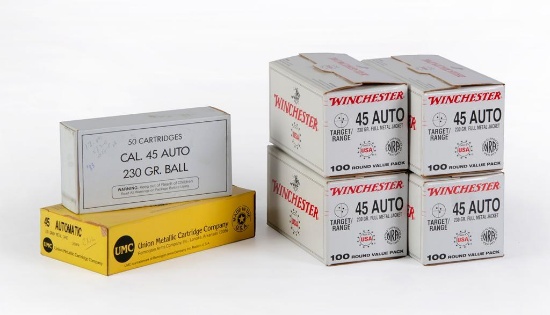 50 CARTRIDGES
CAL. 45 AUTO
230 GR. BALL
45 AUTOMATIC
UMC
UMC
Union Metallic Cartridge Company
WINCHESTER
WINCHESTER
45 AUTO
230 GR. FULL METAL JACKET
TARGET/
RANGE
USA
NRA
100 ROUND VALUE PACK
WINCHESTER
45 AUTO
230 GR. FULL METAL JACKET
TARGET/
RANGE
USA
NRA
100 ROUND VALUE PACK
WINCHESTER
WINCHESTER
45 AUTO
230 GR. FULL METAL JACKET
TARGET/
RANGE
USA
NRA
100 ROUND VALUE PACK
WINCHESTER
45 AUTO
230 GR. FULL METAL JACKET
TARGET/
RANGE
USA
NRA
100 ROUND VALUE PACK